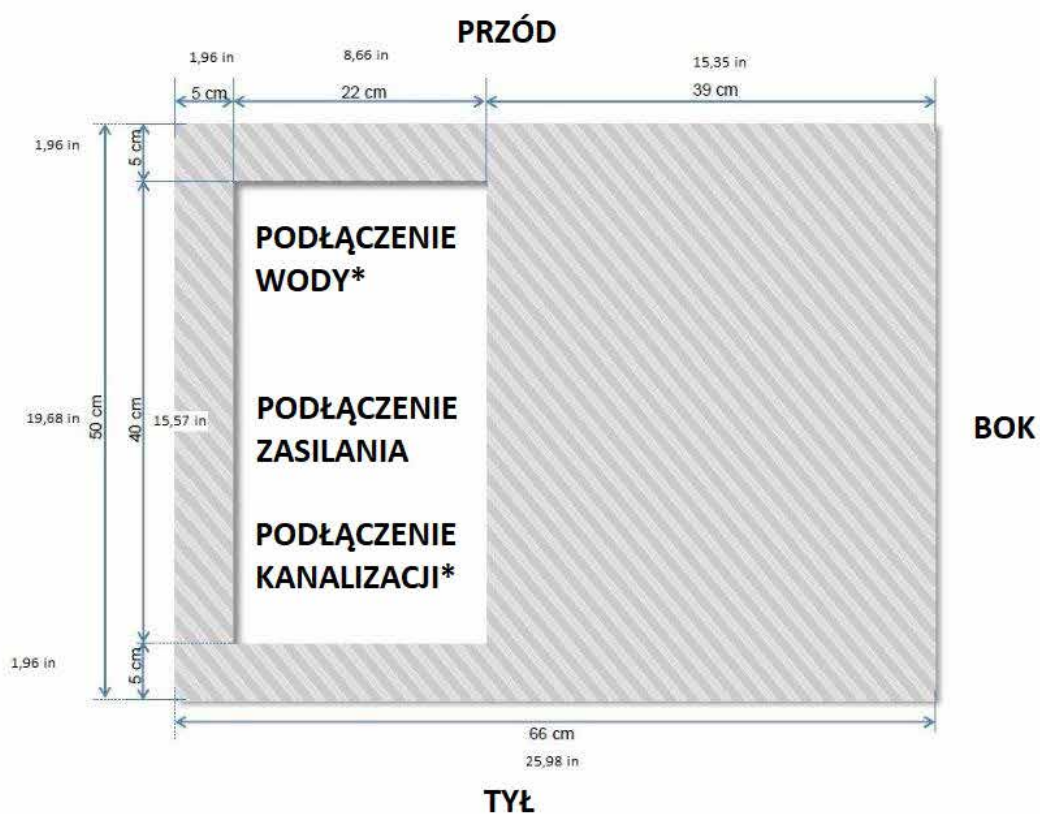 PRZÓD
1,96 in
8,66 in
15,35 in
5 cm
22 cm
39 cm
1,96 in
5 cm
PODŁĄCZENIE
WODY*
19,68 in
50 cm
40 cm
15,57 in
PODŁĄCZENIE
ZASILANIA
BOK
PODŁĄCZENIE
KANALIZACJI*
1,96 in
5 cm
66 cm
25,98 in
TYŁ